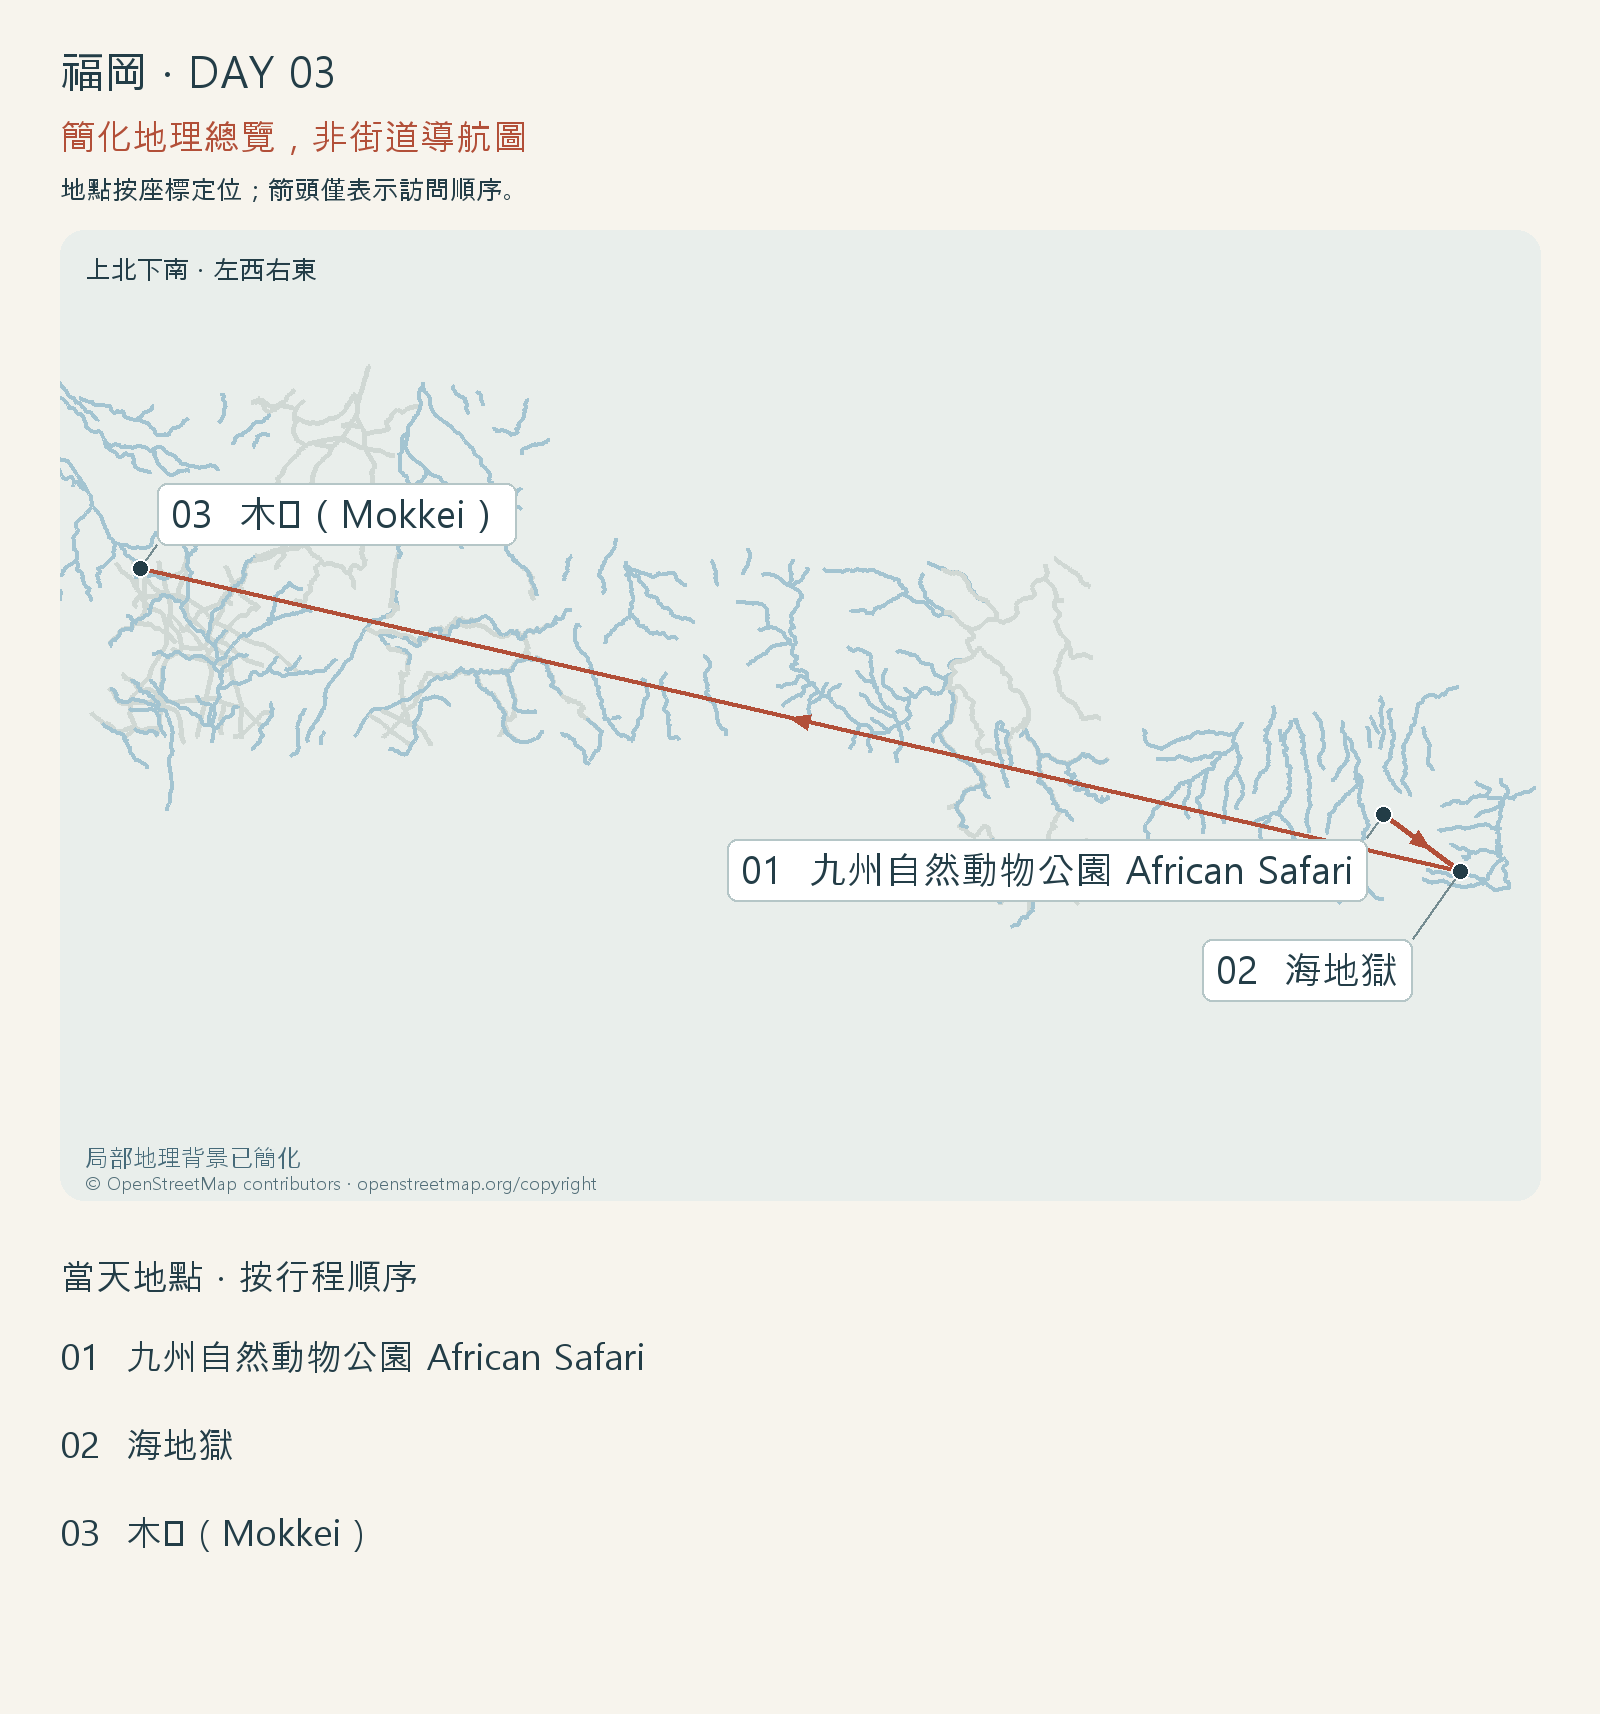 福岡 · DAY 03
簡化地理總覽，非街道導航圖
地點按座標定位；箭頭僅表示訪問順序。
上北下南 · 左西右東
03 木□（Mokkei）
01 九州自然動物公園 African Safari
02 海地獄
局部地理背景已簡化
© OpenStreetMap contributors · openstreetmap.org/copyright
當天地點 · 按行程順序
01 九州自然動物公園 African Safari
02 海地獄
03 木□（Mokkei）